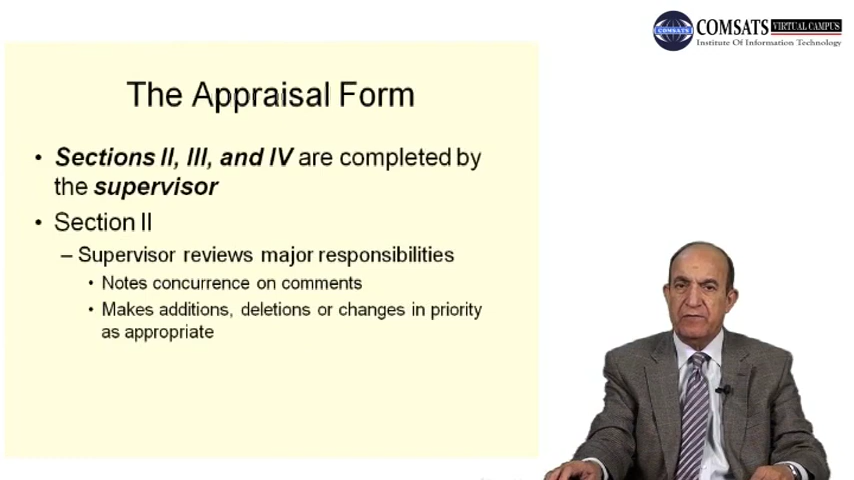 COMSATS VIRTUAL CAMPUS
Institute Of Information Technology
COMSATS
The Appraisal Form
• Sections II, III, and IV are completed by
the supervisor
• Section II
– Supervisor reviews major responsibilities
• Notes concurrence on comments
• Makes additions, deletions or changes in priority
as appropriate